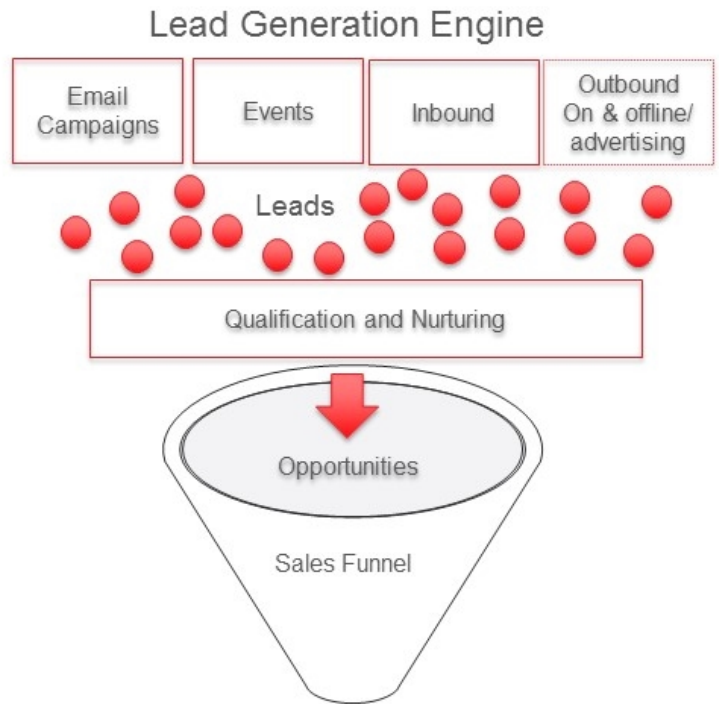 Lead Generation Engine
Email
Campaigns
Events
Inbound
Outbound
On & offline/
advertising
Leads
Qualification and Nurturing
Opportunities
Sales Funnel